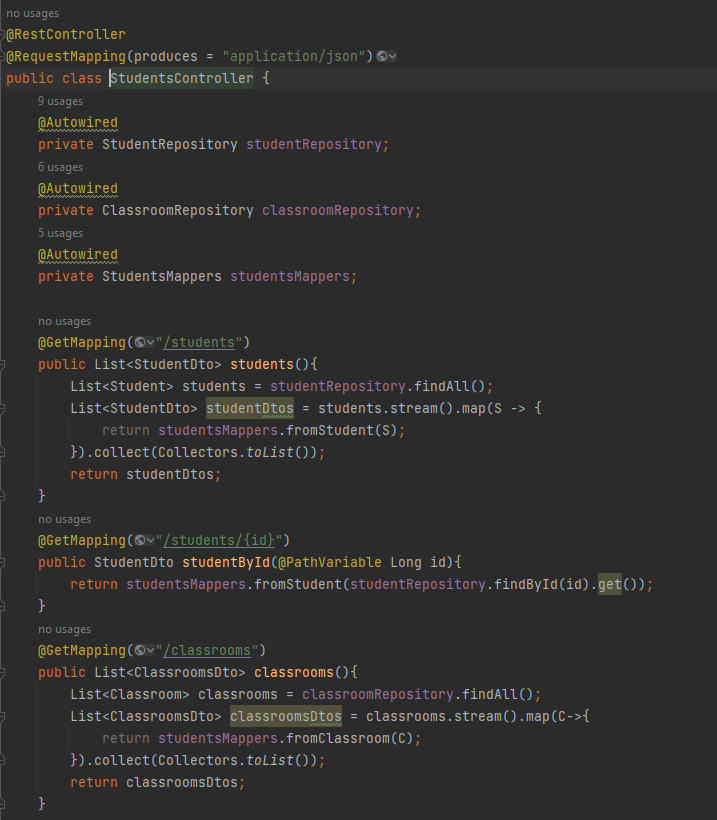 no usages
@RestController
@RequestMapping(produces = "application/json")
public class StudentsController {
9 usages
@Autowired
private StudentRepository studentRepository;
6 usages
@Autowired
private ClassroomRepository classroomRepository;
5 usages
@Autowired
private StudentsMappers studentsMappers;
no usages
@GetMapping("/students")
public List<StudentDto> students(){
List<Student> students = studentRepository.findAll();
List<StudentDto> studentDtos = students.stream().map(S -> {
return studentsMappers.fromStudent(S);
}).collect(Collectors.toList());
return studentDtos;
}
no usages
@GetMapping("/students/{id}")
public StudentDto studentById(@PathVariable Long id){
return studentsMappers.fromStudent(studentRepository.findById(id).get());
}
no usages
@GetMapping("/classrooms")
public List<ClassroomsDto> classrooms(){
List<Classroom> classrooms = classroomRepository.findAll();
List<ClassroomsDto> classroomsDtos = classrooms.stream().map(C->{
return studentsMappers.fromClassroom(C);
}).collect(Collectors.toList());
return classroomsDtos;
}